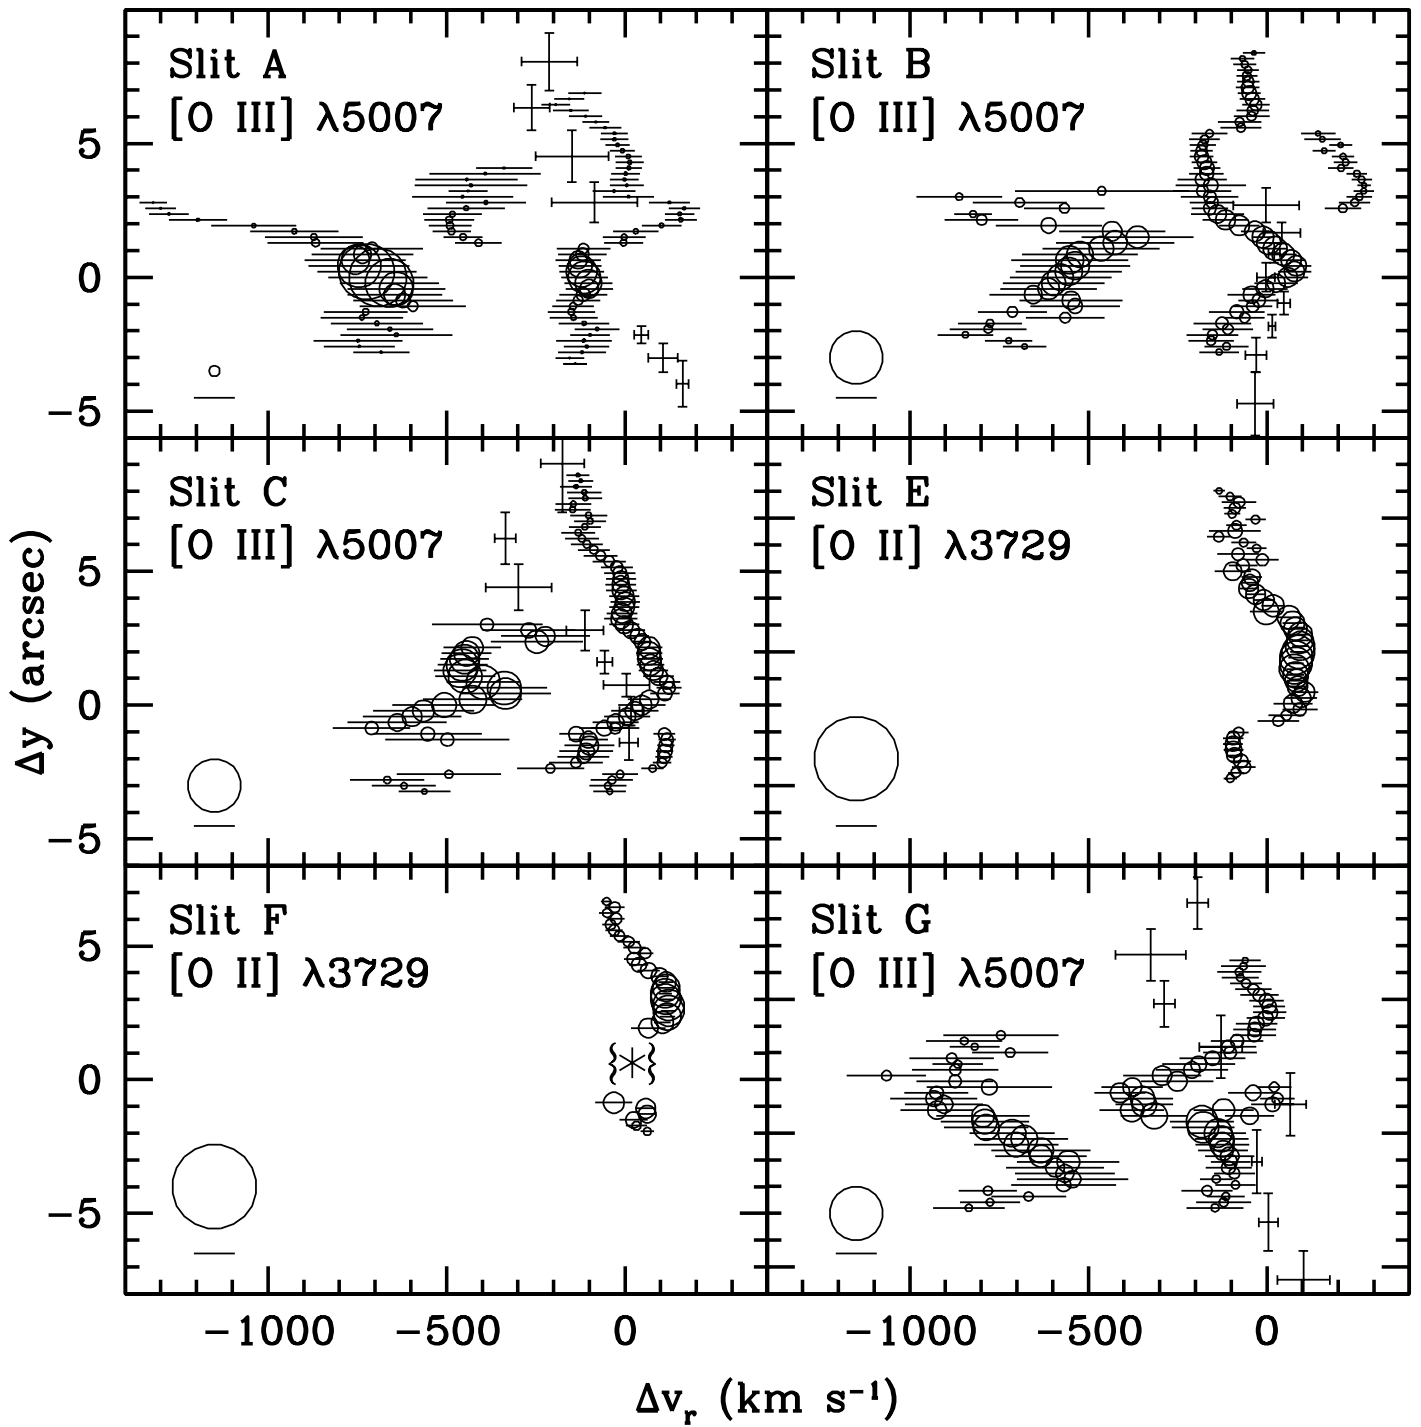 Slit A
[O III] λ5007
Slit B
[O III] λ5007
5
0
−5
Slit C
[O III] λ5007
Slit E
[O II] λ3729
5
0
−5
Slit F
[O II] λ3729
{ }
Slit G
[O III] λ5007
5
0
−5
−1000 −500 0
−1000 −500 0
Δy (arcsec)
Δvr (km s−1)